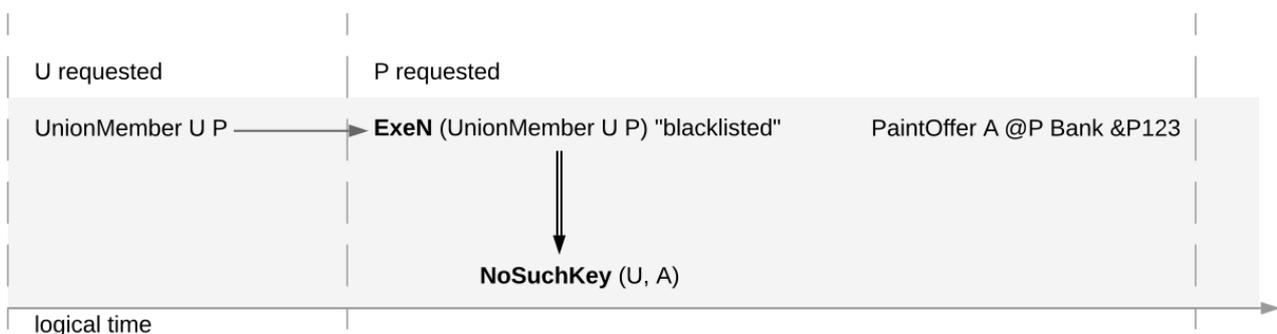 U requested
P requested
UnionMember U P
ExeN (UnionMember U P) "blacklisted"
PaintOffer A @P Bank &P123
NoSuchKey (U, A)
logical time